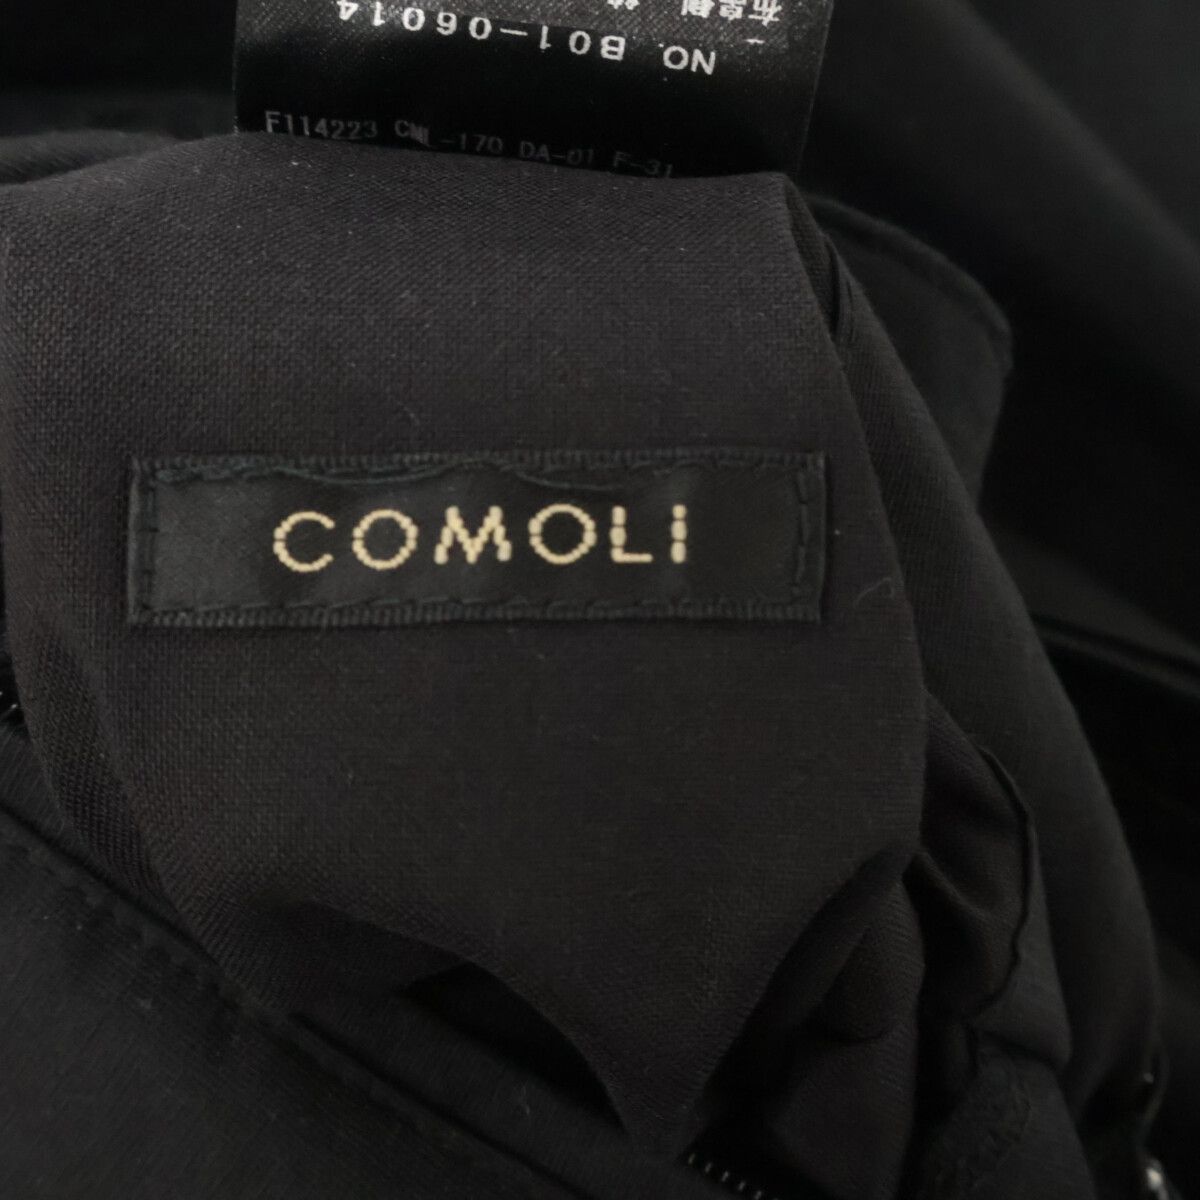 NO. B01-06014
F114223 CML-170 DA-01 F-31
COMOLI